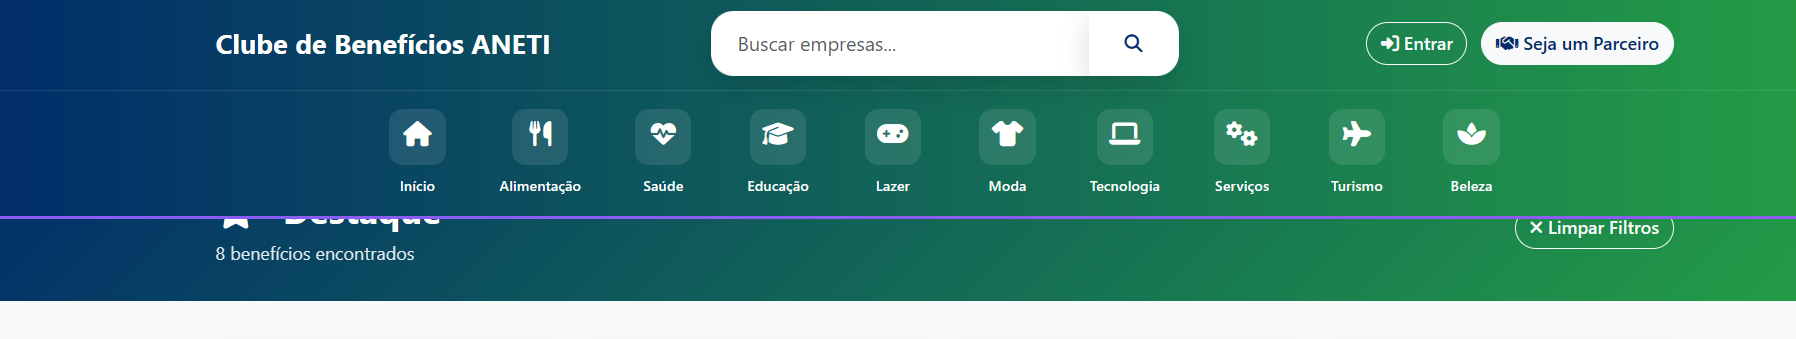 Clube de Benefícios ANETI
Buscar empresas...
Entrar
Seja um Parceiro
Início
Alimentação
Saúde
Educação
Lazer
Moda
Tecnologia
Serviços
Turismo
Beleza
Destaque
Limpar Filtros
8 benefícios encontrados